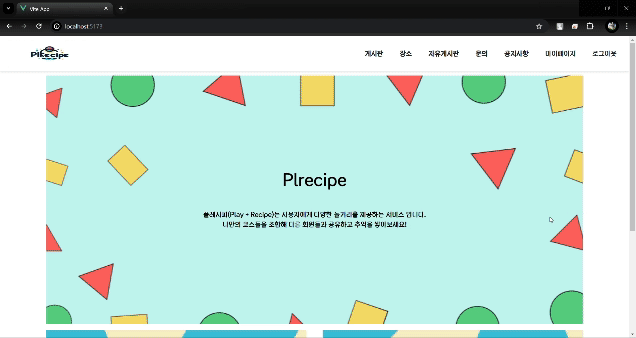 Vite App
localhost:5173
PlRecipe
게시판 장소 자유게시판 문의 공지사항 마이페이지 로그아웃
Plrecipe
플레시피(Play + Recipe)는 사용자에게 다양한 놀거리를 제공하는 서비스 입니다.
나만의 코스들을 조합해 다른 회원들과 공유하고 추억을 쌓아보세요!